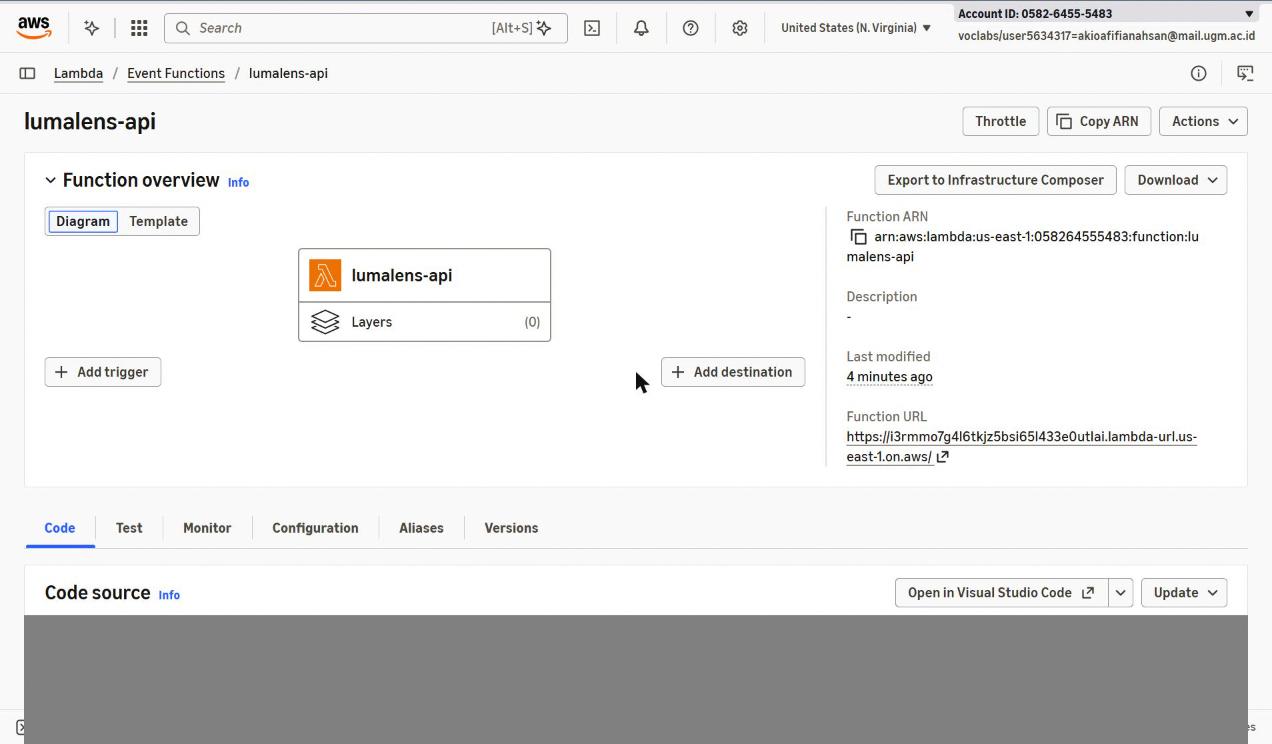 aws
Search
[Alt+S]
United States (N. Virginia)
Account ID: 0582-6455-5483
voclabs/user5634317=akioafifianahsan@mail.ugm.ac.id
Lambda / Event Functions / lumalens-api
lumalens-api
Throttle
Copy ARN
Actions
Function overview Info
Export to Infrastructure Composer
Download
Diagram
Template
lumalens-api
Layers
(0)
+ Add trigger
+ Add destination
Function ARN
arn:aws:lambda:us-east-1:058264555483:function:lu
malens-api
Description
-
Last modified
4 minutes ago
Function URL
https://i3rmmo7g4l6tkjz5bsi65l433e0utlai.lambda-url.us-
east-1.on.aws/
Code
Test
Monitor
Configuration
Aliases
Versions
Code source Info
Open in Visual Studio Code
Update